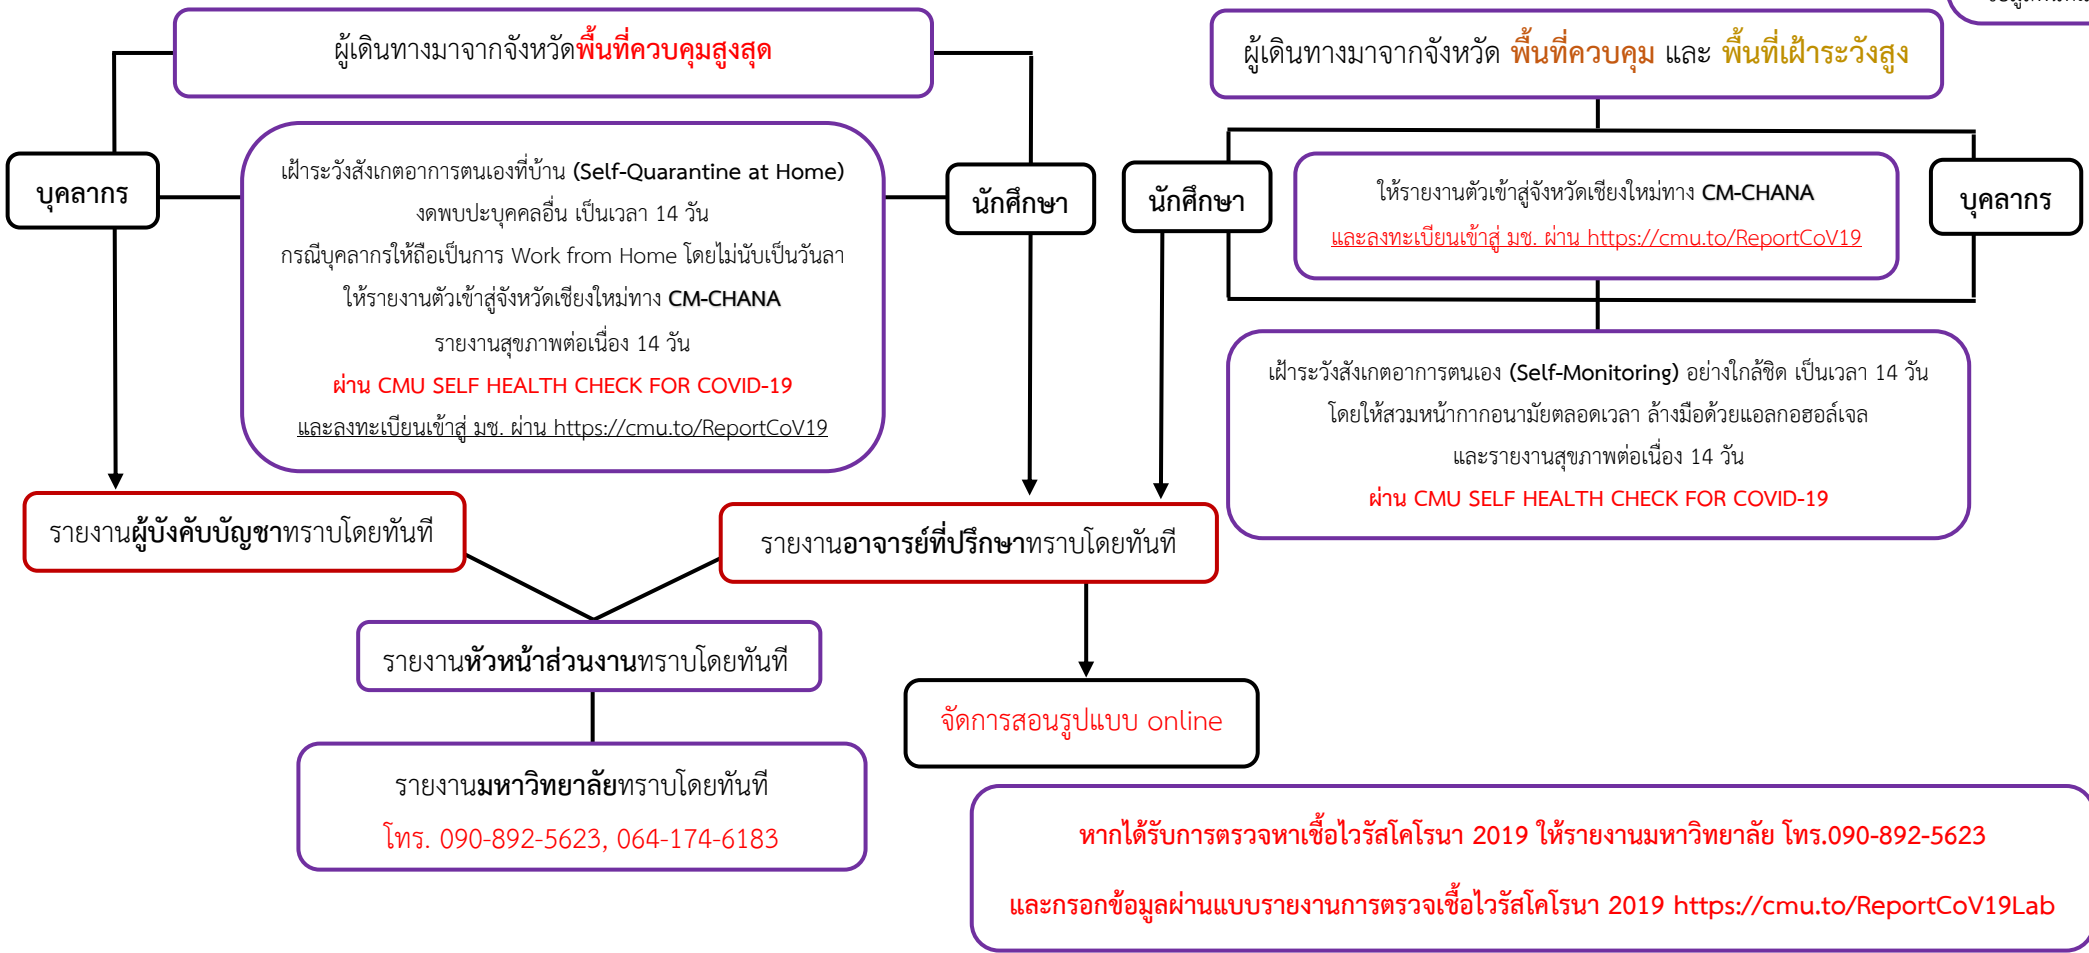 ผู้เดินทางมาจากจังหวัดพื้นที่ควบคุมสูงสุด
บุคลากร
เฝ้าระวังสังเกตอาการตนเองที่บ้าน (Self-Quarantine at Home)
งดพบปะบุคคลอื่น เป็นเวลา 14 วัน
กรณีบุคลากรให้ถือเป็นการ Work from Home โดยไม่นับเป็นวันลา
ให้รายงานตัวเข้าสู่จังหวัดเชียงใหม่ทาง CM-CHANA
รายงานสุขภาพต่อเนื่อง 14 วัน
ผ่าน CMU SELF HEALTH CHECK FOR COVID-19
และลงทะเบียนเข้าสู่ มช. ผ่าน https://cmu.to/ReportCoV19
นักศึกษา
ผู้เดินทางมาจากจังหวัด พื้นที่ควบคุม และ พื้นที่เฝ้าระวังสูง
นักศึกษา
ให้รายงานตัวเข้าสู่จังหวัดเชียงใหม่ทาง CM-CHANA
และลงทะเบียนเข้าสู่ มช. ผ่าน https://cmu.to/ReportCoV19
บุคลากร
เฝ้าระวังสังเกตอาการตนเอง (Self-Monitoring) อย่างใกล้ชิด เป็นเวลา 14 วัน
โดยให้สวมหน้ากากอนามัยตลอดเวลา ล้างมือด้วยแอลกอฮอล์เจล
และรายงานสุขภาพต่อเนื่อง 14 วัน
ผ่าน CMU SELF HEALTH CHECK FOR COVID-19
รายงานผู้บังคับบัญชาทราบโดยทันที
รายงานอาจารย์ที่ปรึกษาทราบโดยทันที
รายงานหัวหน้าส่วนงานทราบโดยทันที
จัดการสอนรูปแบบ online
รายงานมหาวิทยาลัยทราบโดยทันที
โทร. 090-892-5623, 064-174-6183
หากได้รับการตรวจหาเชื้อไวรัสโคโรนา 2019 ให้รายงานมหาวิทยาลัย โทร.090-892-5623
และกรอกข้อมูลผ่านแบบรายงานการตรวจเชื้อไวรัสโคโรนา 2019 https://cmu.to/ReportCoV19Lab